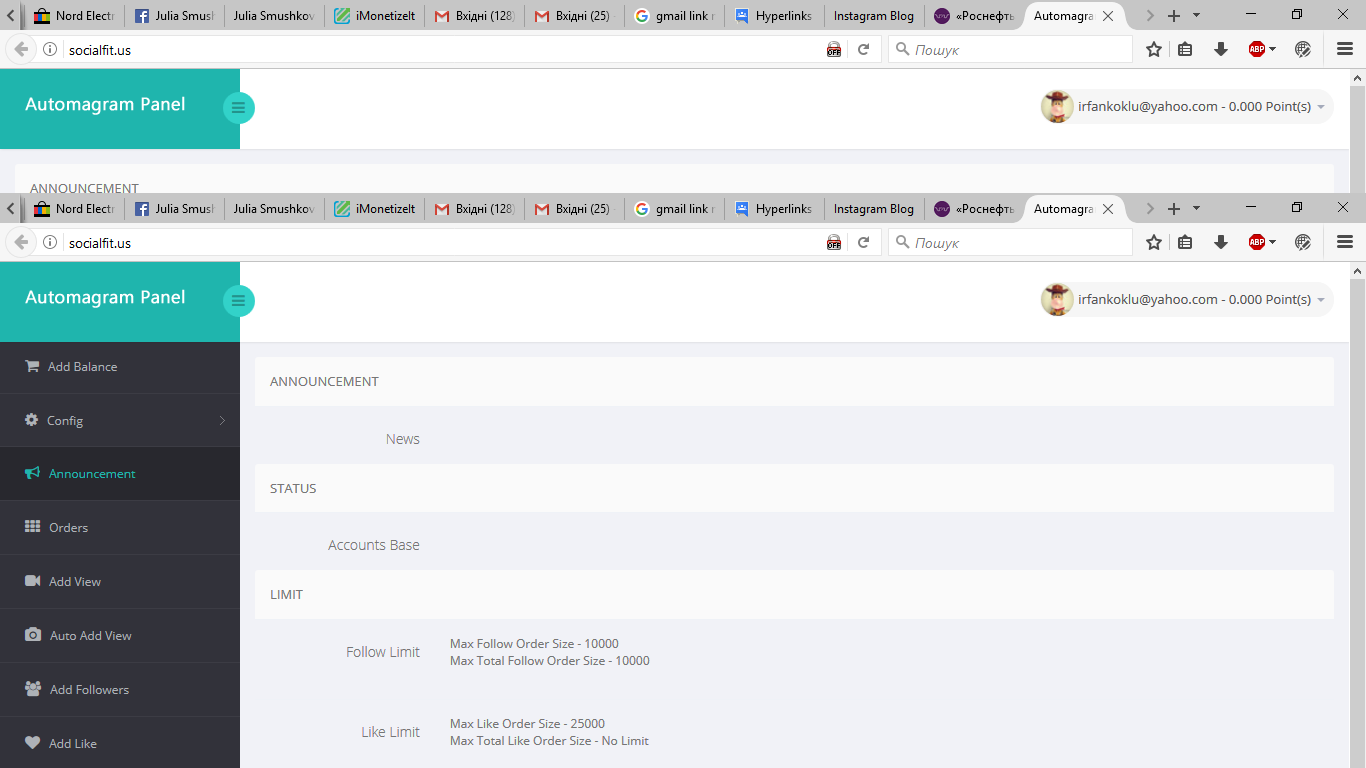 Nord Electr Julia Smush Julia Smushkov iMonetizeIt Вхідні (128) Вхідні (25) gmail link r Hyperlinks Instagram Blog «Роснефть Automagra
socialfit.us OFF Пошук ABP
Automagram Panel irfankoklu@yahoo.com - 0.000 Point(s)
ANNOUNCEMENT
Nord Electr Julia Smush Julia Smushkov iMonetizeIt Вхідні (128) Вхідні (25) gmail link r Hyperlinks Instagram Blog «Роснефть Automagra
socialfit.us OFF Пошук ABP
Automagram Panel irfankoklu@yahoo.com - 0.000 Point(s)
Add Balance
Config
Announcement
Orders
Add View
Auto Add View
Add Followers
Add Like
ANNOUNCEMENT
News
STATUS
Accounts Base
LIMIT
Follow Limit
Max Follow Order Size - 10000
Max Total Follow Order Size - 10000
Like Limit
Max Like Order Size - 25000
Max Total Like Order Size - No Limit